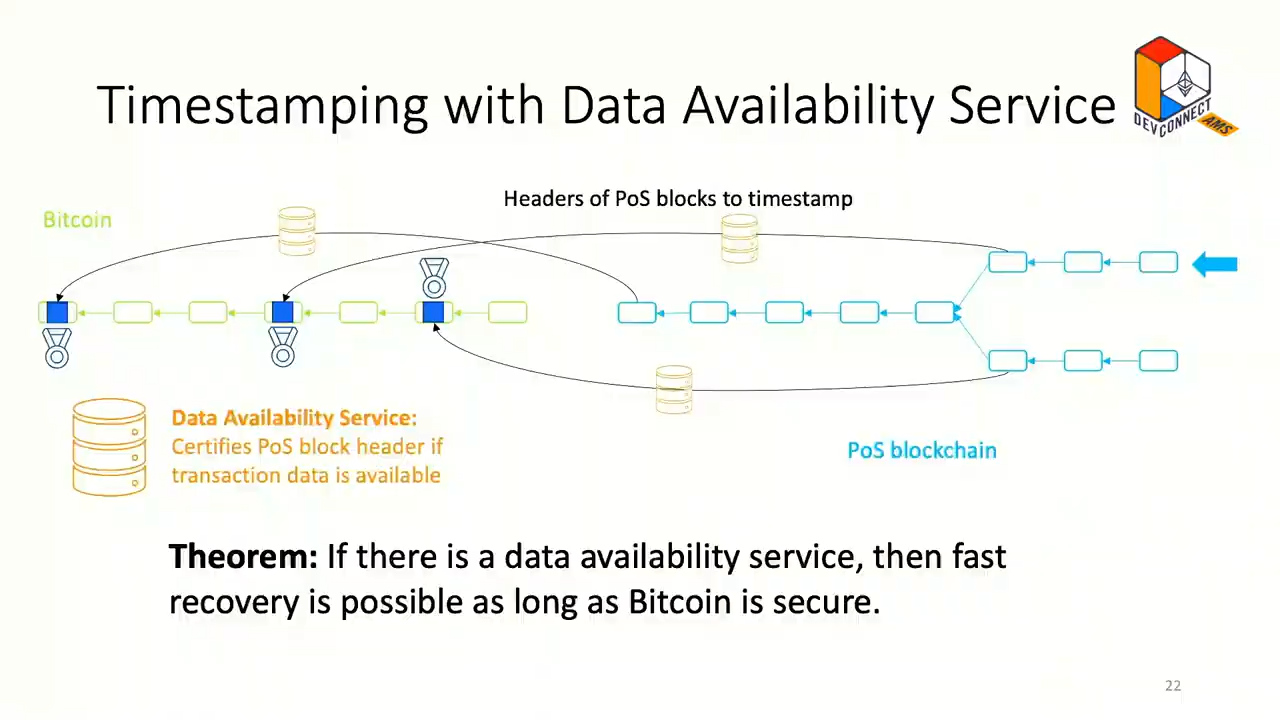 Timestamping with Data Availability Service
DEVCONNECT
AMS
Headers of PoS blocks to timestamp
Bitcoin
Data Availability Service:
Certifies PoS block header if
transaction data is available
PoS blockchain
Theorem: If there is a data availability service, then fast
recovery is possible as long as Bitcoin is secure.
22